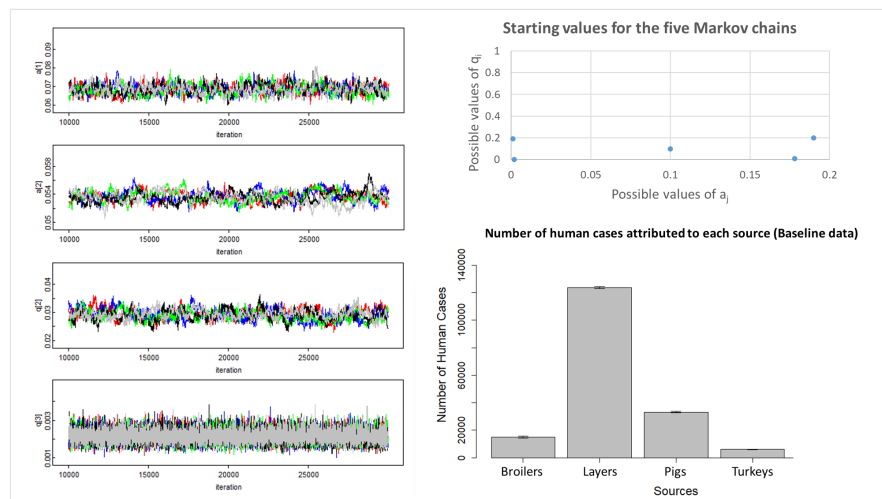 a[1]
0.06 0.07 0.08 0.09
10000 15000 20000 25000
iteration
a[2]
0.05 0.054 0.058
10000 15000 20000 25000
iteration
q[2]
0.02 0.03 0.04
10000 15000 20000 25000
iteration
q[3]
0.001 0.003
10000 15000 20000 25000
iteration
Starting values for the five Markov chains
Possible values of qi
1
0.8
0.6
0.4
0.2
0
0 0.05 0.1 0.15 0.2
Possible values of aj
Number of human cases attributed to each source (Baseline data)
Number of Human Cases
0 20000 60000 100000 140000
Broilers Layers Pigs Turkeys
Sources